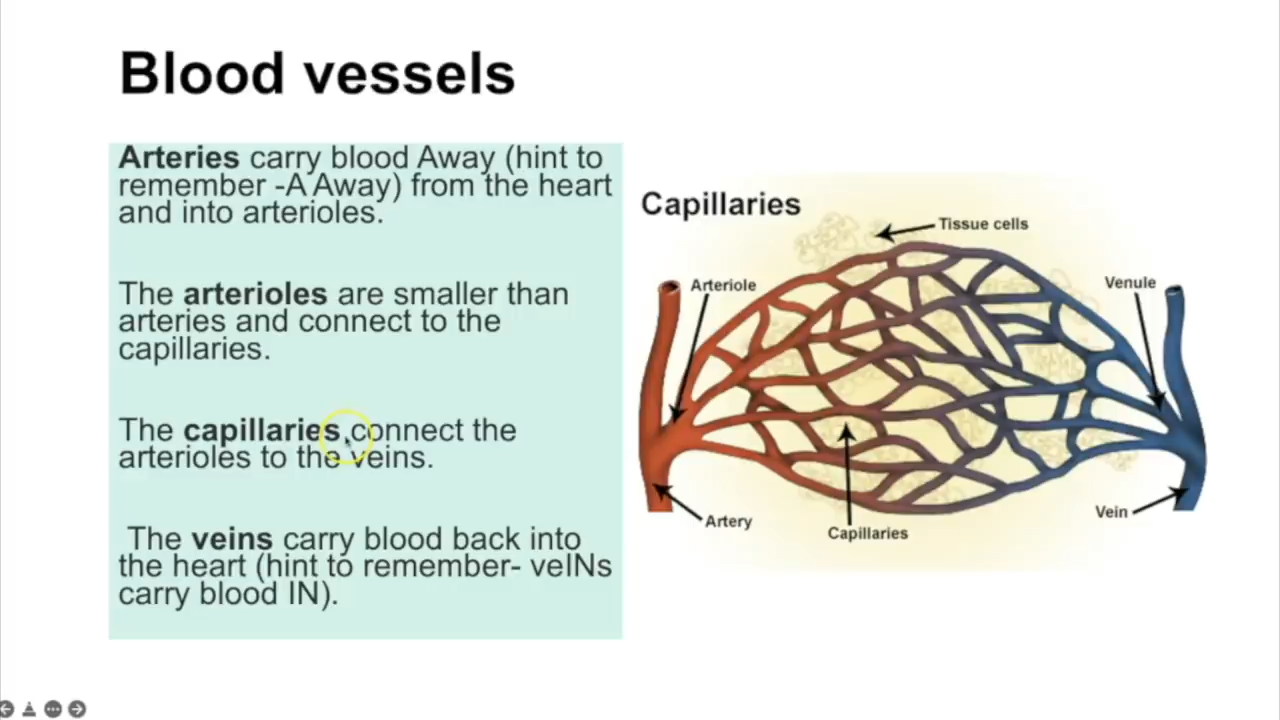 Blood vessels
Arteries carry blood Away (hint to
remember -A Away) from the heart
and into arterioles.
The arterioles are smaller than
arteries and connect to the
capillaries.
The capillaries connect the
arterioles to the veins.
The veins carry blood back into
the heart (hint to remember- veINs
carry blood IN).
Capillaries
Tissue cells
Arteriole
Venule
Artery
Capillaries
Vein